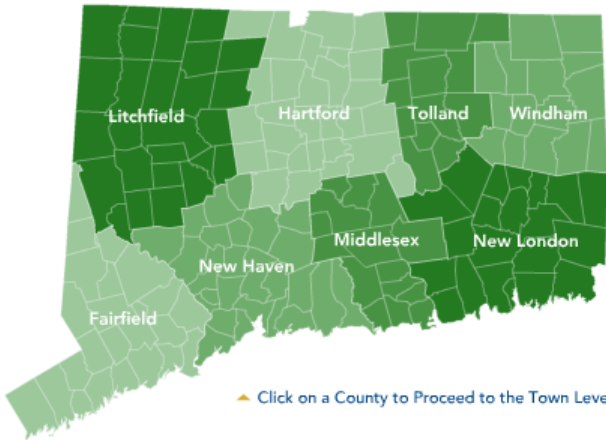 Litchfield
Hartford
Tolland
Windham
New Haven
Middlesex
New London
Fairfield
Click on a County to Proceed to the Town Leve